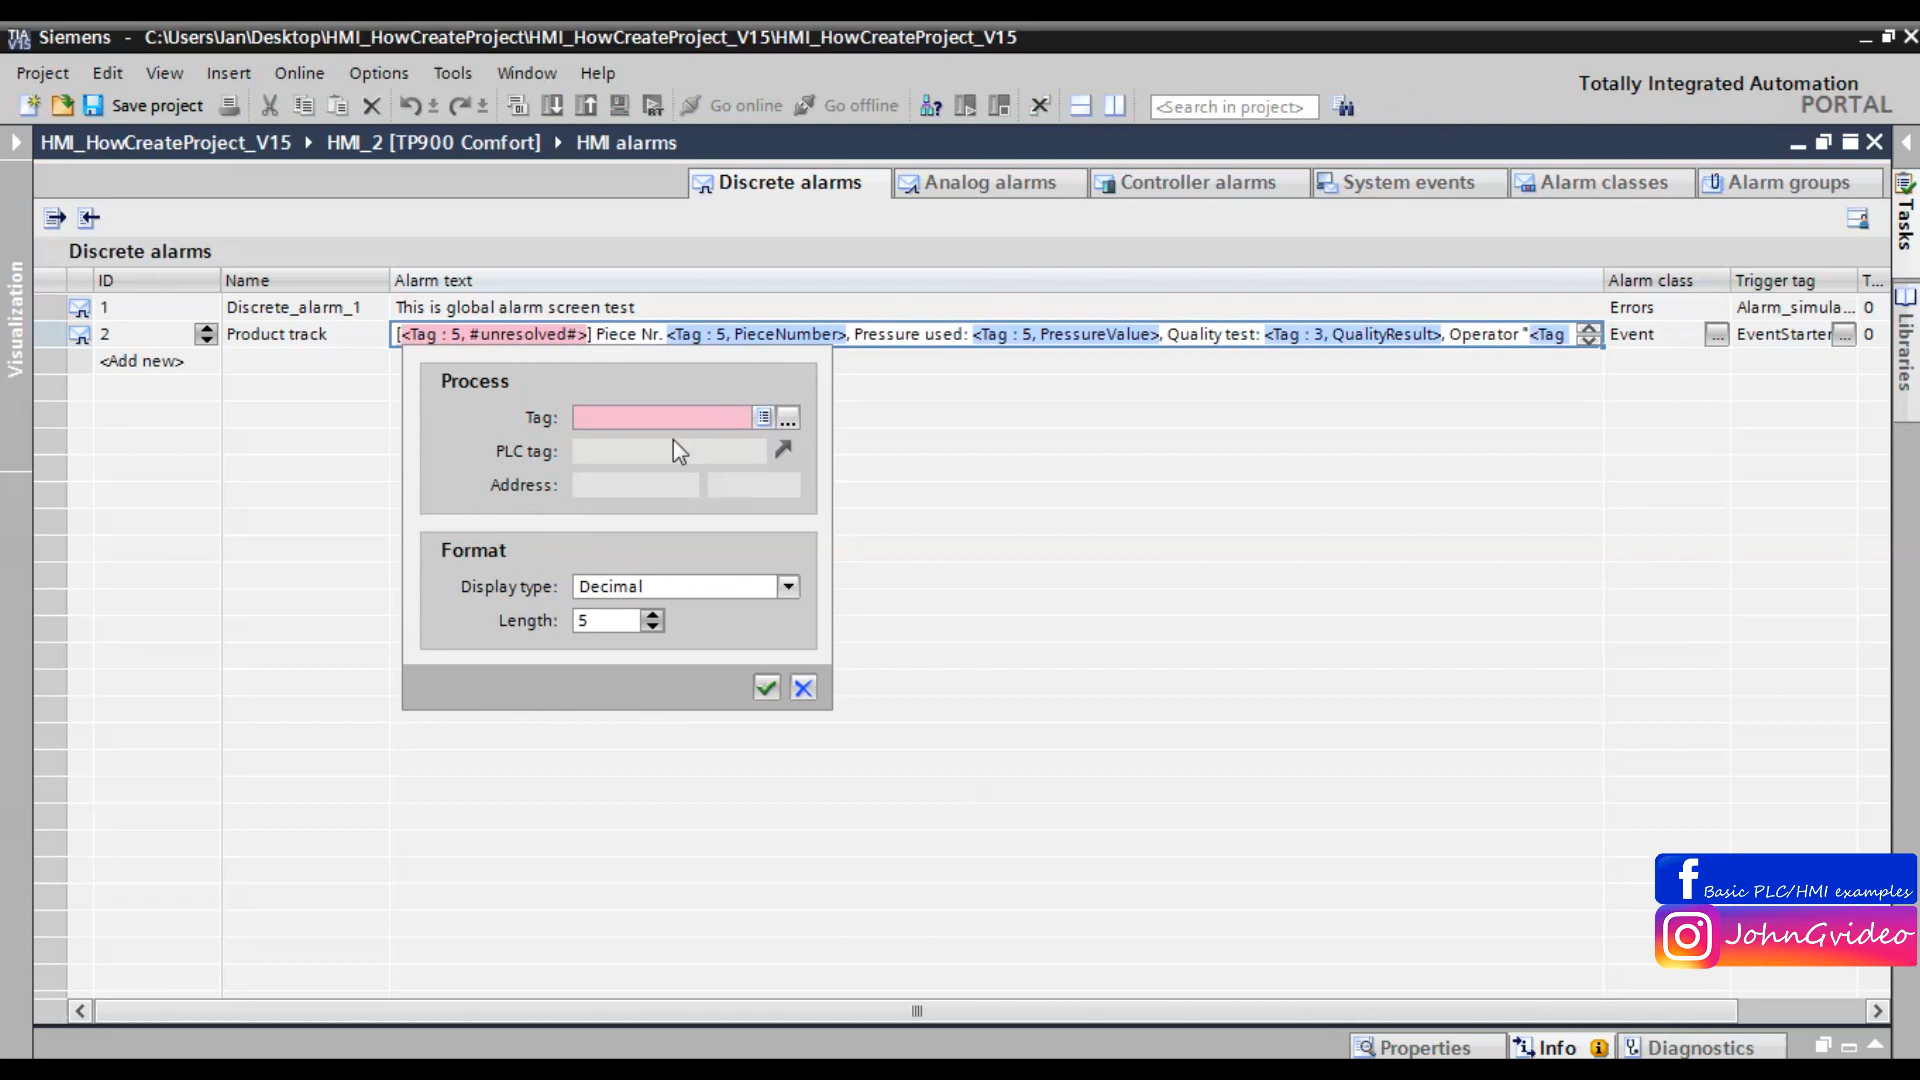 TIA V15 Siemens - C:\Users\Jan\Desktop\HMI_HowCreateProject\HMI_HowCreateProject_V15\HMI_HowCreateProject_V15
Project Edit View Insert Online Options Tools Window Help
Totally Integrated Automation
PORTAL
Save project Go online Go offline <Search in project>
HMI_HowCreateProject_V15 HMI_2 [TP900 Comfort] HMI alarms
Discrete alarms Analog alarms Controller alarms System events Alarm classes Alarm groups
Discrete alarms
ID Name Alarm text Alarm class Trigger tag T...
1 Discrete_alarm_1 This is global alarm screen test Errors Alarm_simula... 0
2 Product track [<Tag : 5, #unresolved#>] Piece Nr. <Tag : 5, PieceNumber>, Pressure used: <Tag : 5, PressureValue>, Quality test: <Tag : 3, QualityResult>, Operator "<Tag Event ... EventStarter ... 0
<Add new>
Process
Tag: ...
PLC tag:
Address:
Format
Display type: Decimal
Length: 5
Visualization
Tasks
Libraries
Basic PLC/HMI examples
JohnGvideo
Properties Info Diagnostics